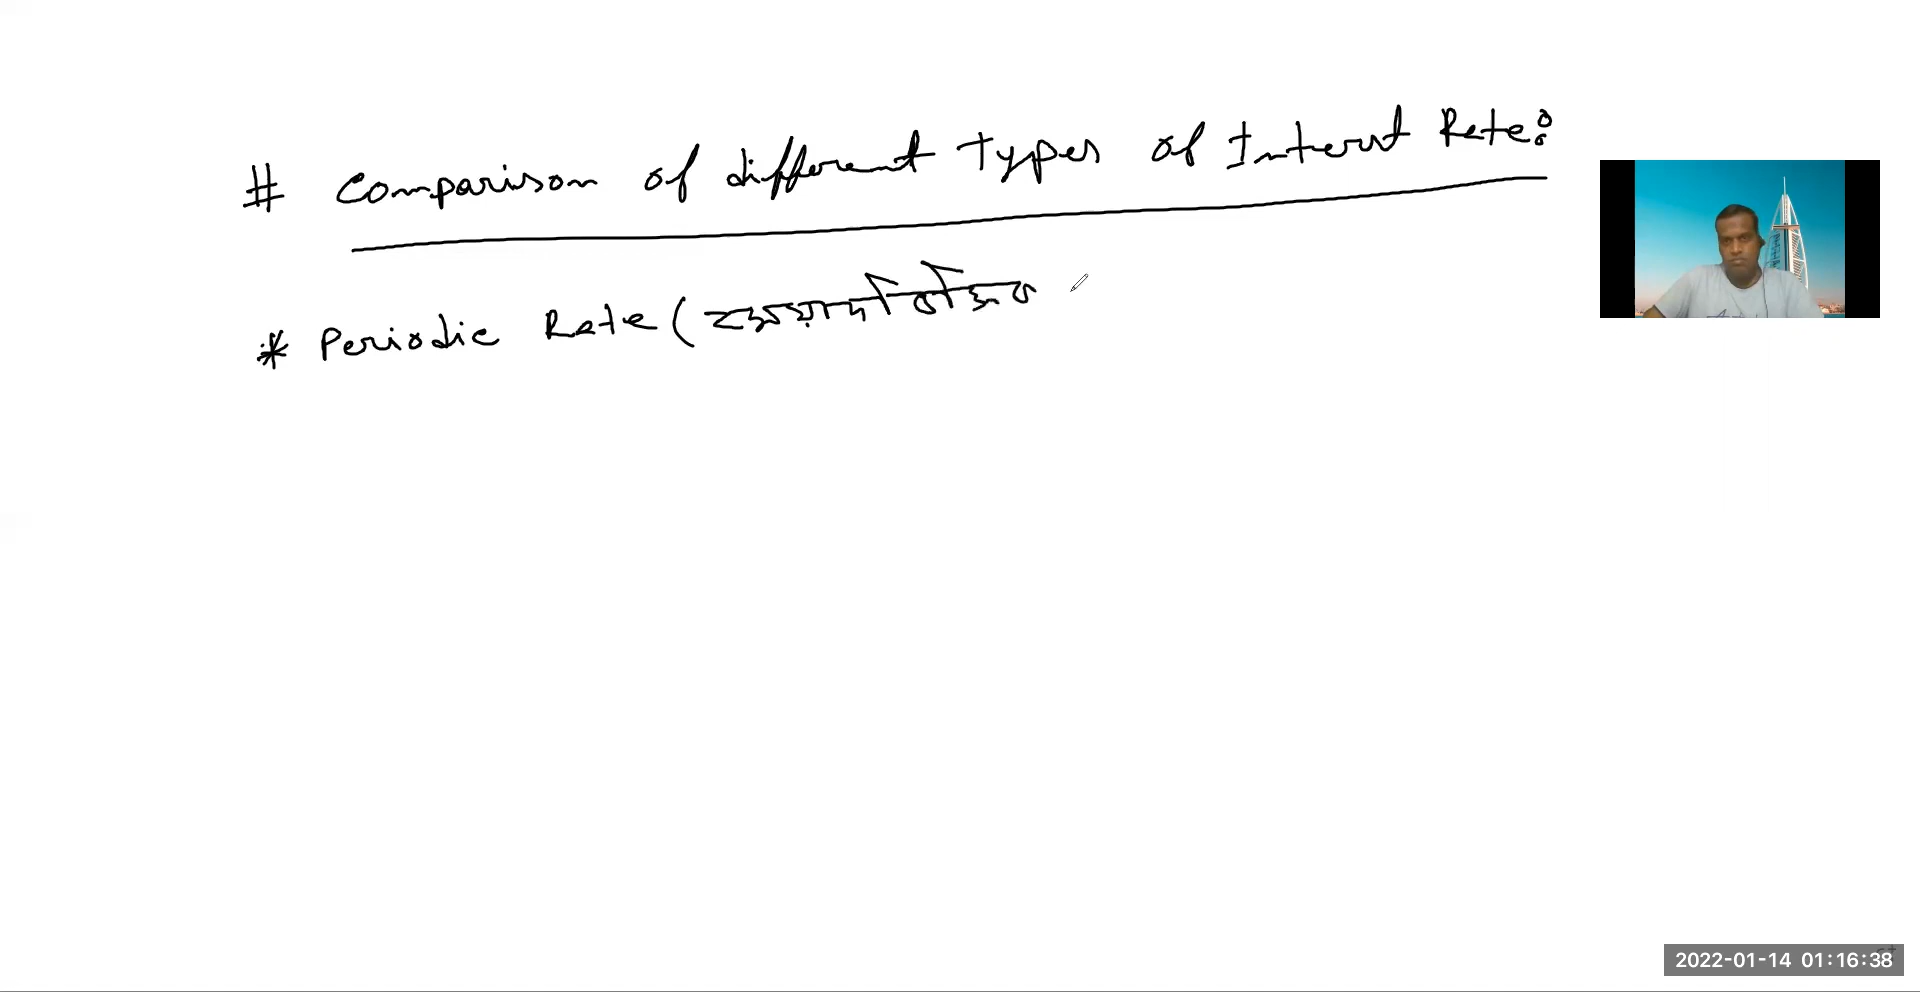 # Comparison of different Types of Interest Rate:
* Periodic Rate (
2022-01-14 01:16:38